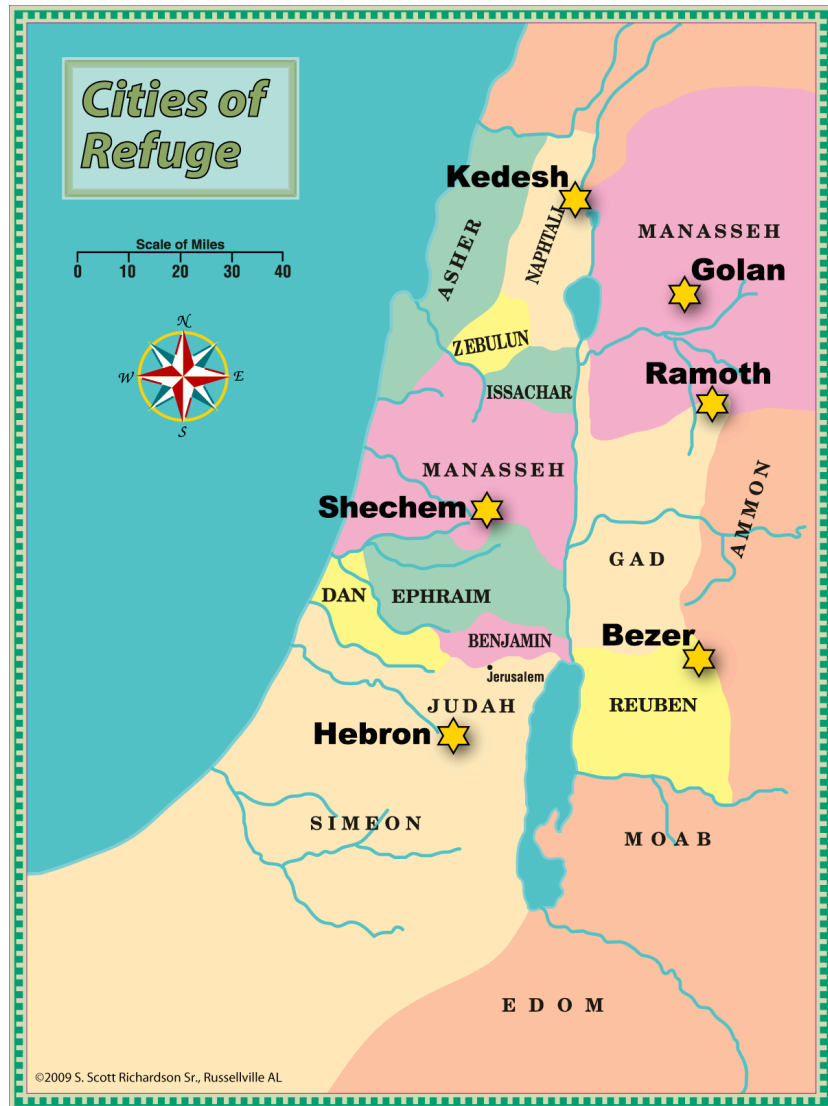 Cities of
Refuge
Scale of Miles
0 10 20 30 40
N
W E
S
Kedesh
ASHER
NAPHTALI
MANASSEH
Golan
ZEBULUN
ISSACHAR
Ramoth
MANASSEH
Shechem
AMMON
GAD
DAN
EPHRAIM
BENJAMIN
Bezer
Jerusalem
JUDAH
REUBEN
Hebron
SIMEON
MOAB
EDOM
©2009 S. Scott Richardson Sr., Russellville AL